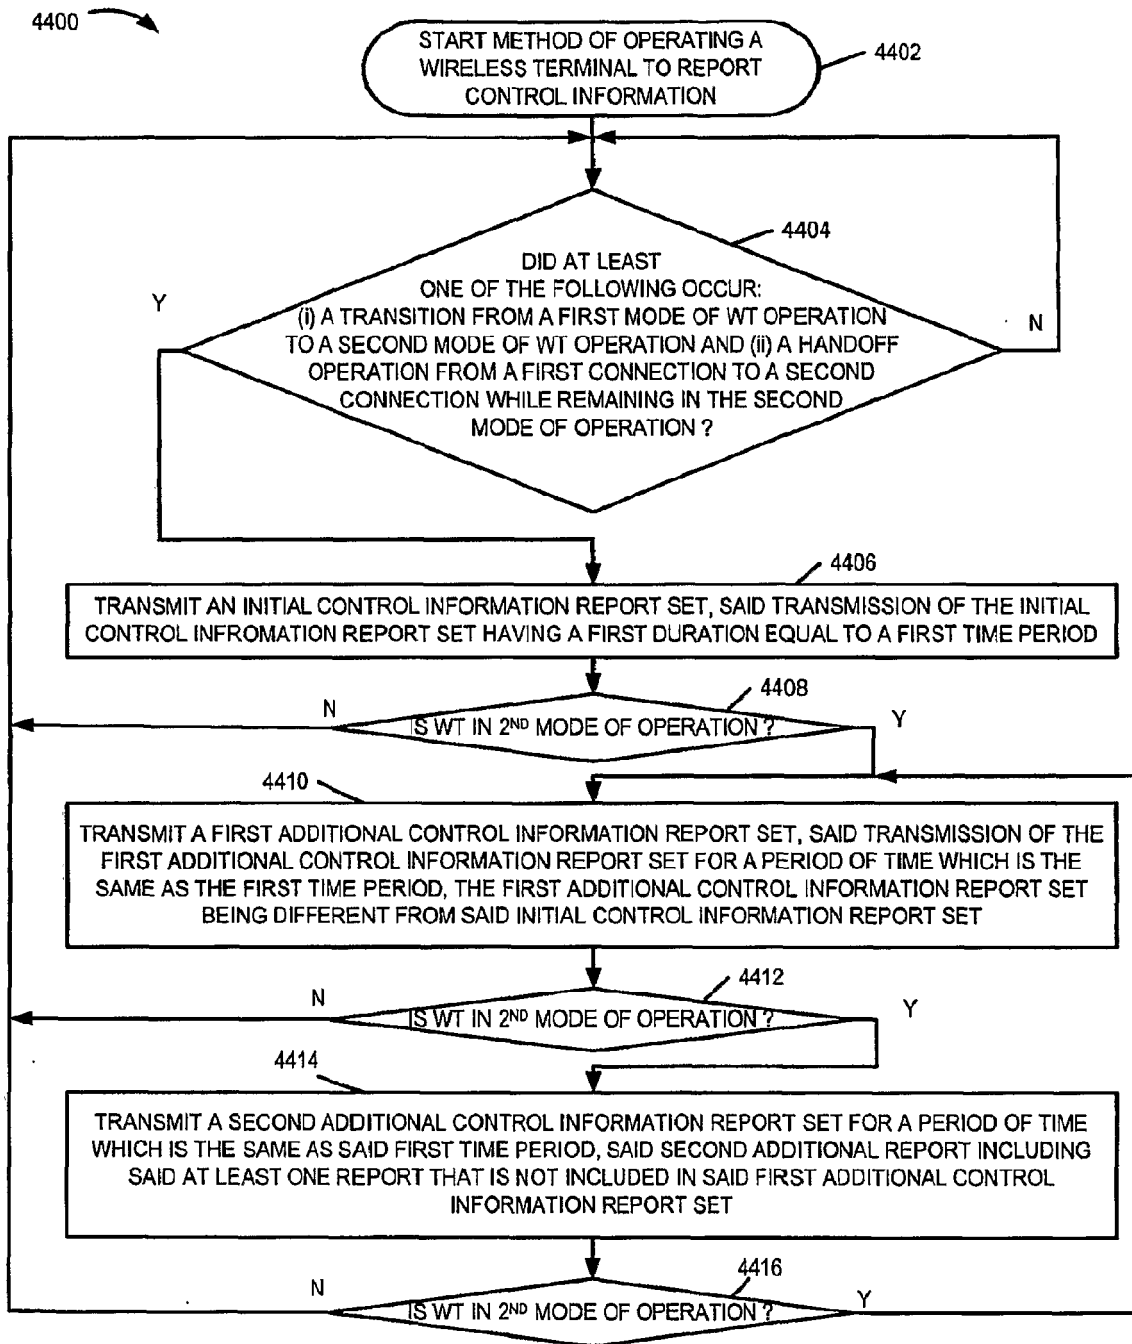 4400
START METHOD OF OPERATING A
WIRELESS TERMINAL TO REPORT
CONTROL INFORMATION
4402
4404
DID AT LEAST
ONE OF THE FOLLOWING OCCUR:
(i) A TRANSITION FROM A FIRST MODE OF WT OPERATION
TO A SECOND MODE OF WT OPERATION AND (ii) A HANDOFF
OPERATION FROM A FIRST CONNECTION TO A SECOND
CONNECTION WHILE REMAINING IN THE SECOND
MODE OF OPERATION ?
Y
N
4406
TRANSMIT AN INITIAL CONTROL INFORMATION REPORT SET, SAID TRANSMISSION OF THE INITIAL
CONTROL INFROMATION REPORT SET HAVING A FIRST DURATION EQUAL TO A FIRST TIME PERIOD
4408
N
IS WT IN 2ND MODE OF OPERATION ?
Y
4410
TRANSMIT A FIRST ADDITIONAL CONTROL INFORMATION REPORT SET, SAID TRANSMISSION OF THE
FIRST ADDITIONAL CONTROL INFORMATION REPORT SET FOR A PERIOD OF TIME WHICH IS THE
SAME AS THE FIRST TIME PERIOD, THE FIRST ADDITIONAL CONTROL INFORMATION REPORT SET
BEING DIFFERENT FROM SAID INITIAL CONTROL INFORMATION REPORT SET
4412
N
IS WT IN 2ND MODE OF OPERATION ?
Y
4414
TRANSMIT A SECOND ADDITIONAL CONTROL INFORMATION REPORT SET FOR A PERIOD OF TIME
WHICH IS THE SAME AS SAID FIRST TIME PERIOD, SAID SECOND ADDITIONAL REPORT INCLUDING
SAID AT LEAST ONE REPORT THAT IS NOT INCLUDED IN SAID FIRST ADDITIONAL CONTROL
INFORMATION REPORT SET
4416
N
IS WT IN 2ND MODE OF OPERATION ?
Y